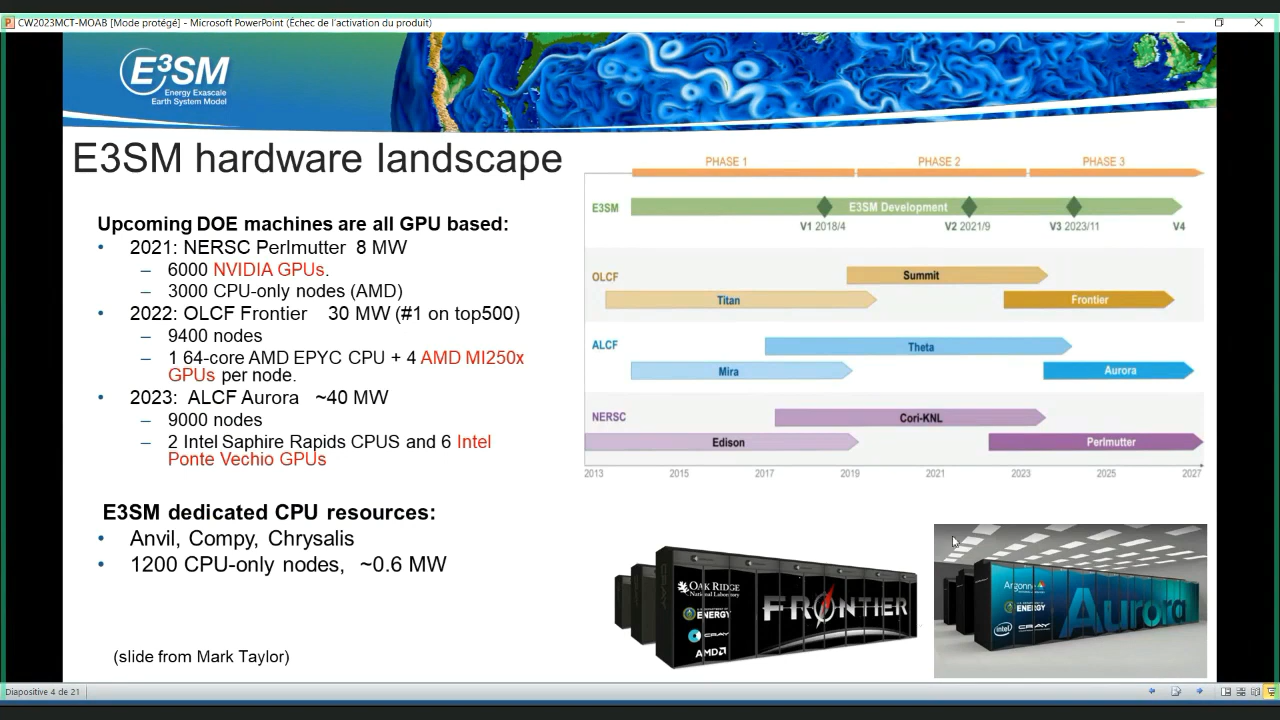 CW2023MCT-MOAB [Mode protégé] - Microsoft PowerPoint (Échec de l'activation du produit)
E³SM
Energy Exascale
Earth System Model
E3SM hardware landscape
Upcoming DOE machines are all GPU based:
• 2021: NERSC Perlmutter 8 MW
– 6000 NVIDIA GPUs.
– 3000 CPU-only nodes (AMD)
• 2022: OLCF Frontier 30 MW (#1 on top500)
– 9400 nodes
– 1 64-core AMD EPYC CPU + 4 AMD MI250x
GPUs per node.
• 2023: ALCF Aurora ~40 MW
– 9000 nodes
– 2 Intel Saphire Rapids CPUS and 6 Intel
Ponte Vechio GPUs
E3SM dedicated CPU resources:
• Anvil, Compy, Chrysalis
• 1200 CPU-only nodes, ~0.6 MW
(slide from Mark Taylor)
PHASE 1 PHASE 2 PHASE 3
E3SM E3SM Development
V1 2018/4 V2 2021/9 V3 2023/11 V4
OLCF Summit
Titan Frontier
ALCF Theta
Mira Aurora
NERSC Cori-KNL
Edison Perlmutter
2013 2015 2017 2019 2021 2023 2025 2027
OAK RIDGE
National Laboratory
ENERGY
CRAY
AMD
FRONTIER
Argonne
ENERGY
intel CRAY
Aurora
Diapositive 4 de 21